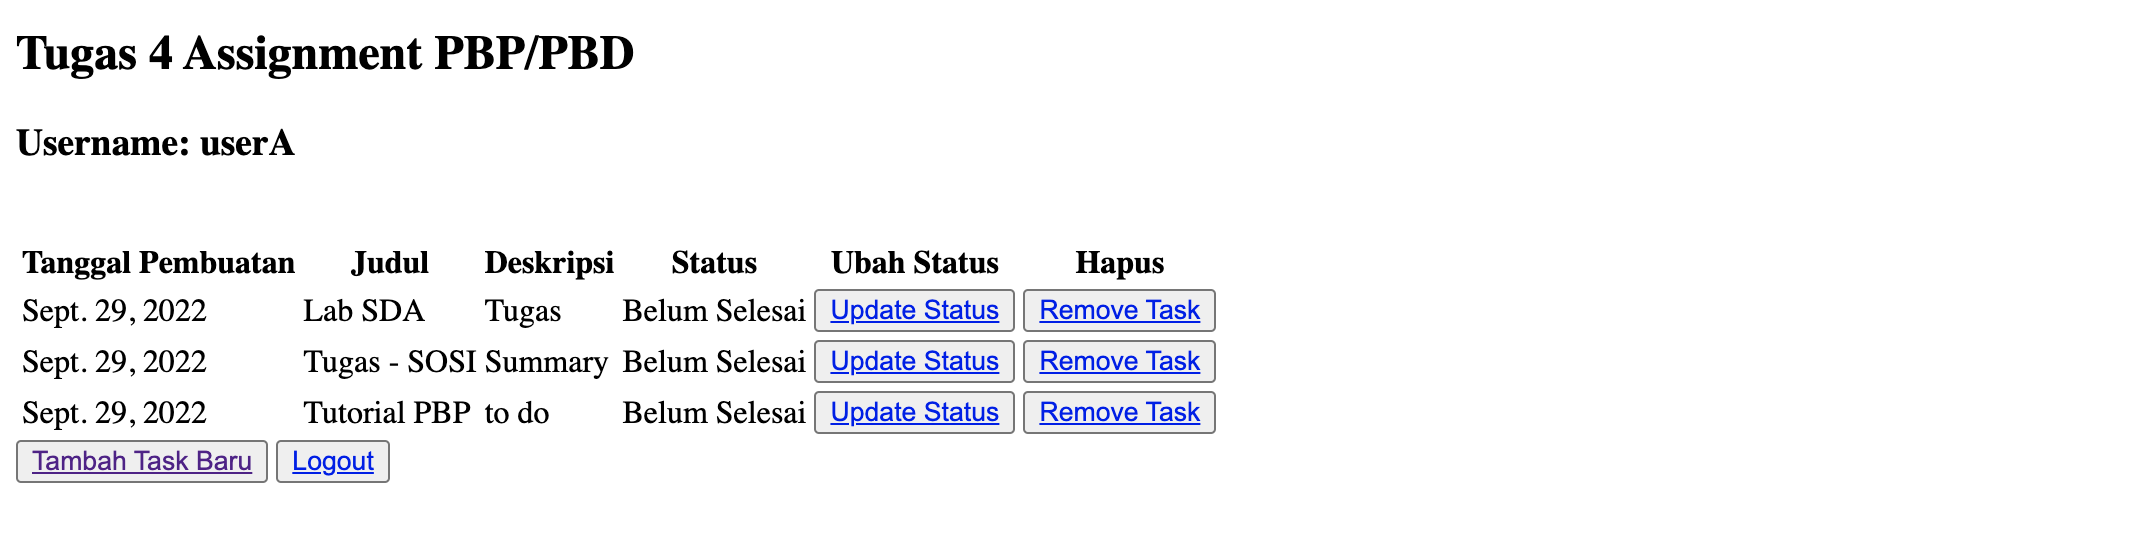 Tugas 4 Assignment PBP/PBD
Username: userA
Tanggal Pembuatan Judul Deskripsi Status Ubah Status Hapus
Sept. 29, 2022 Lab SDA Tugas Belum Selesai Update Status Remove Task
Sept. 29, 2022 Tugas - SOSI Summary Belum Selesai Update Status Remove Task
Sept. 29, 2022 Tutorial PBP to do Belum Selesai Update Status Remove Task
Tambah Task Baru Logout